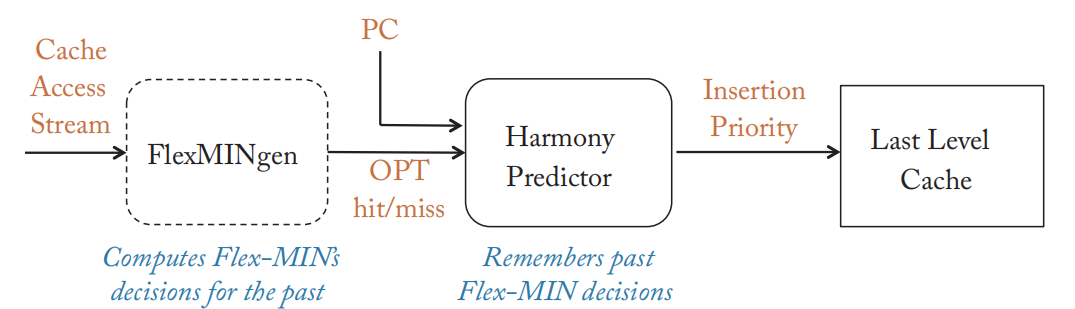 Cache
Access
Stream
FlexMINgen
PC
OPT
hit/miss
Harmony
Predictor
Insertion
Priority
Last Level
Cache
Computes Flex-MIN's
decisions for the past
Remembers past
Flex-MIN decisions